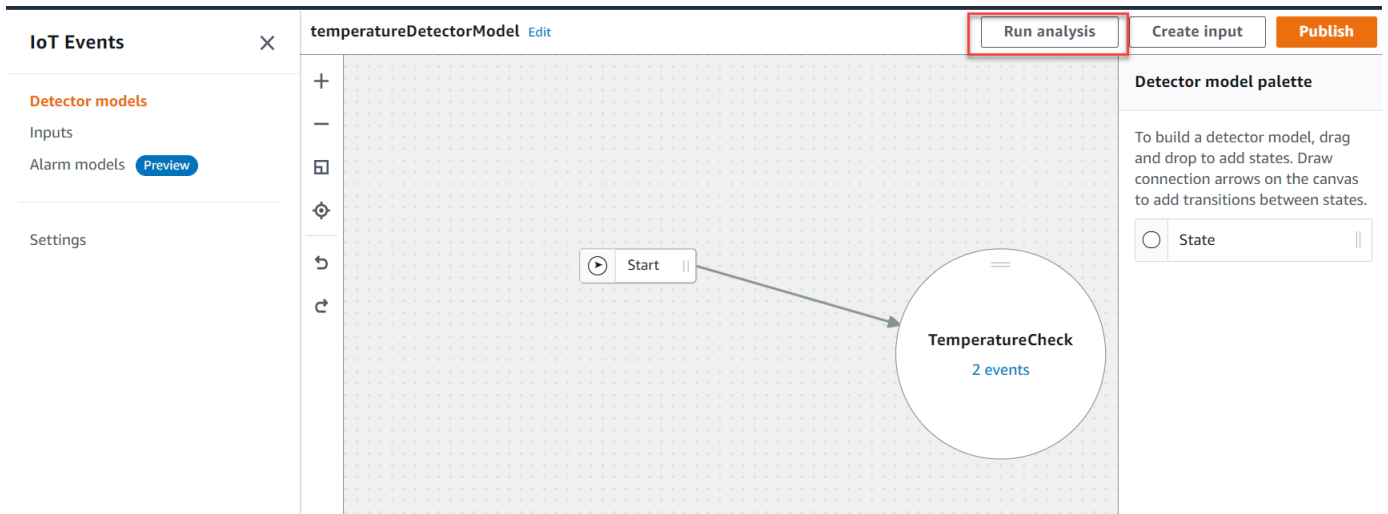 IoT Events
temperatureDetectorModel Edit
Run analysis
Create input
Publish
Detector models
Inputs
Alarm models Preview
Settings
Start
TemperatureCheck
2 events
Detector model palette
To build a detector model, drag
and drop to add states. Draw
connection arrows on the canvas
to add transitions between states.
State